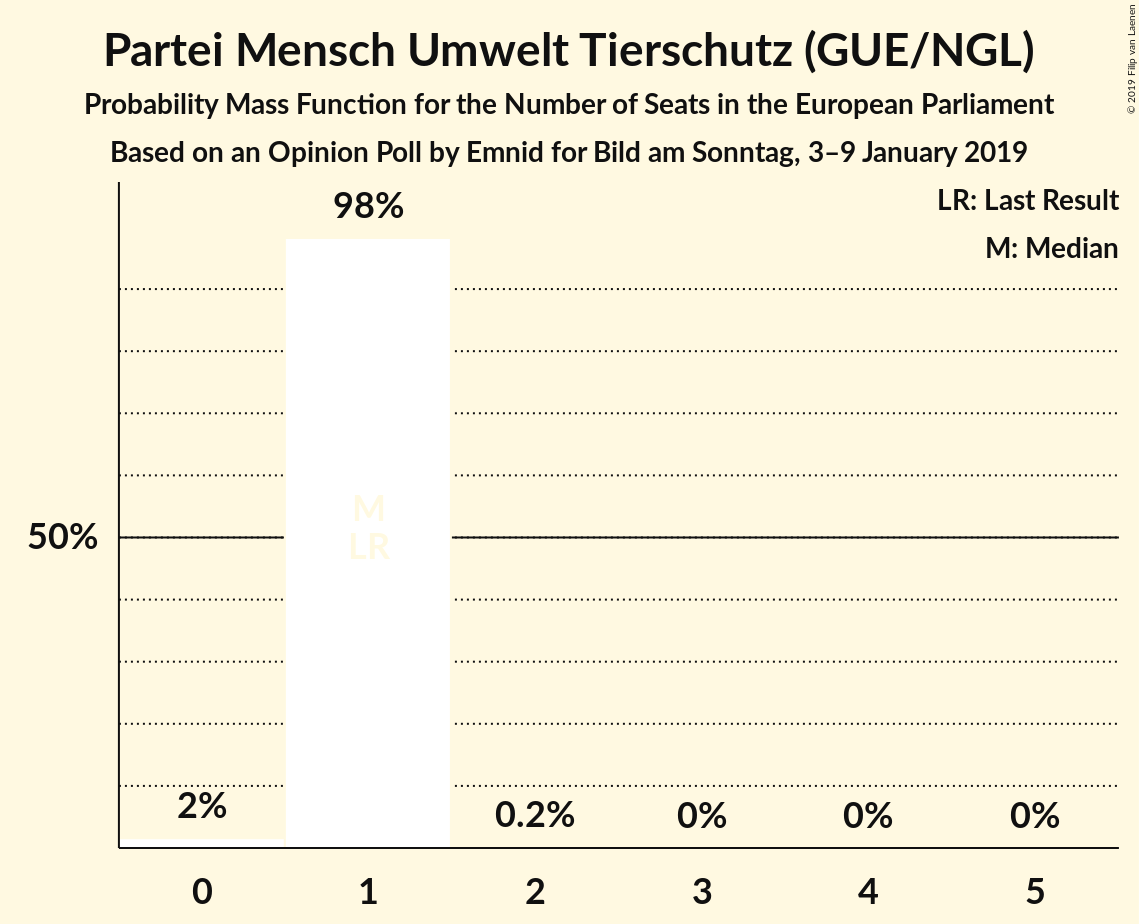 Partei Mensch Umwelt Tierschutz (GUE/NGL)
Probability Mass Function for the Number of Seats in the European Parliament
Based on an Opinion Poll by Emnid for Bild am Sonntag, 3–9 January 2019
© 2019 Filip van Laenen
LR: Last Result
M: Median
98%
M
LR
50%
2%
0.2%
0%
0%
0%
0
1
2
3
4
5